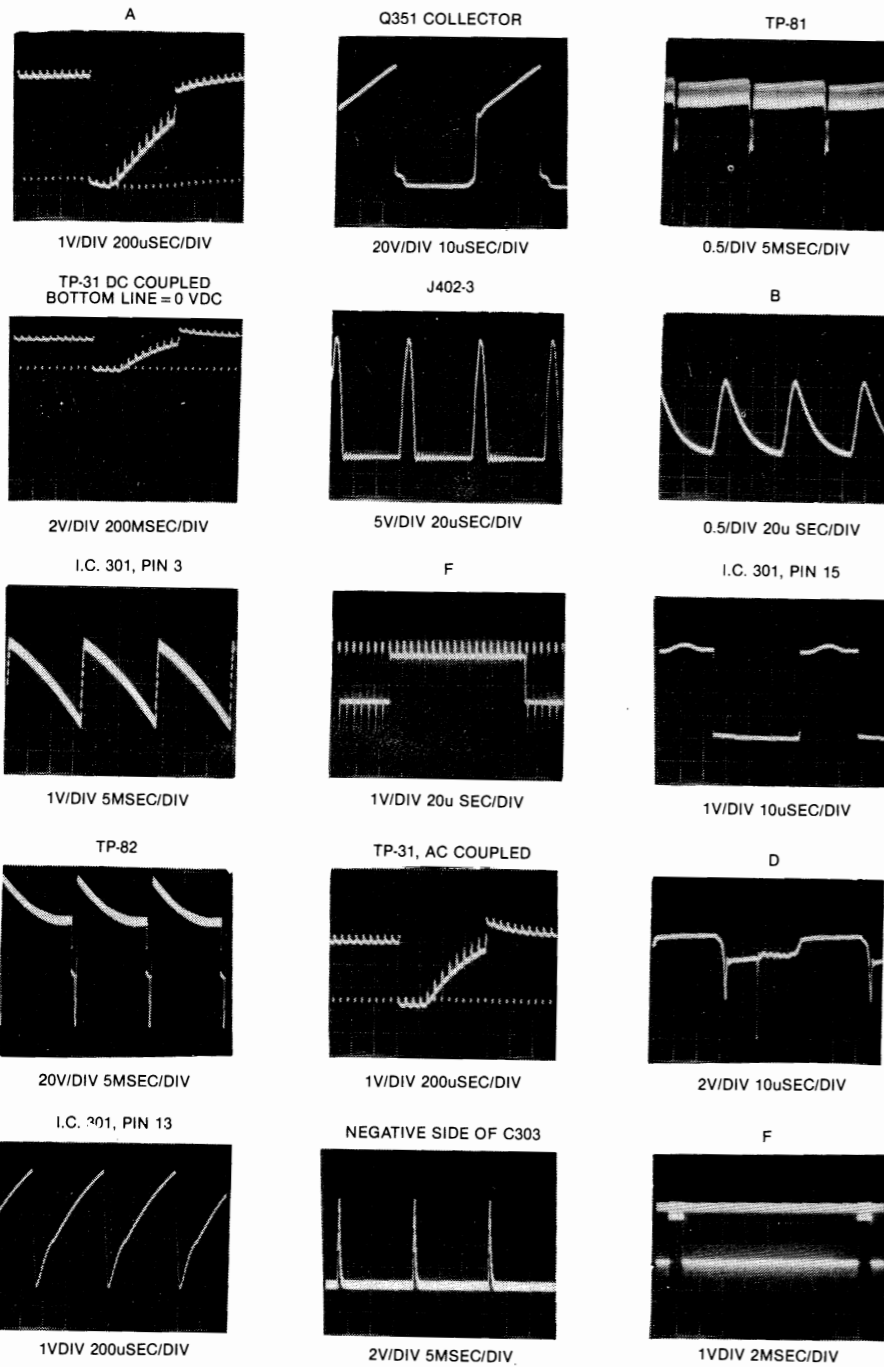 A
Q351 COLLECTOR
TP-81
1V/DIV 200uSEC/DIV
20V/DIV 10uSEC/DIV
0.5/DIV 5MSEC/DIV
TP-31 DC COUPLED
BOTTOM LINE = 0 VDC
J402-3
B
2V/DIV 200MSEC/DIV
5V/DIV 20uSEC/DIV
0.5/DIV 20u SEC/DIV
I.C. 301, PIN 3
F
I.C. 301, PIN 15
1V/DIV 5MSEC/DIV
1V/DIV 20u SEC/DIV
1V/DIV 10uSEC/DIV
TP-82
TP-31, AC COUPLED
D
20V/DIV 5MSEC/DIV
1V/DIV 200uSEC/DIV
2V/DIV 10uSEC/DIV
I.C. 301, PIN 13
NEGATIVE SIDE OF C303
F
1VDIV 200uSEC/DIV
2V/DIV 5MSEC/DIV
1VDIV 2MSEC/DIV